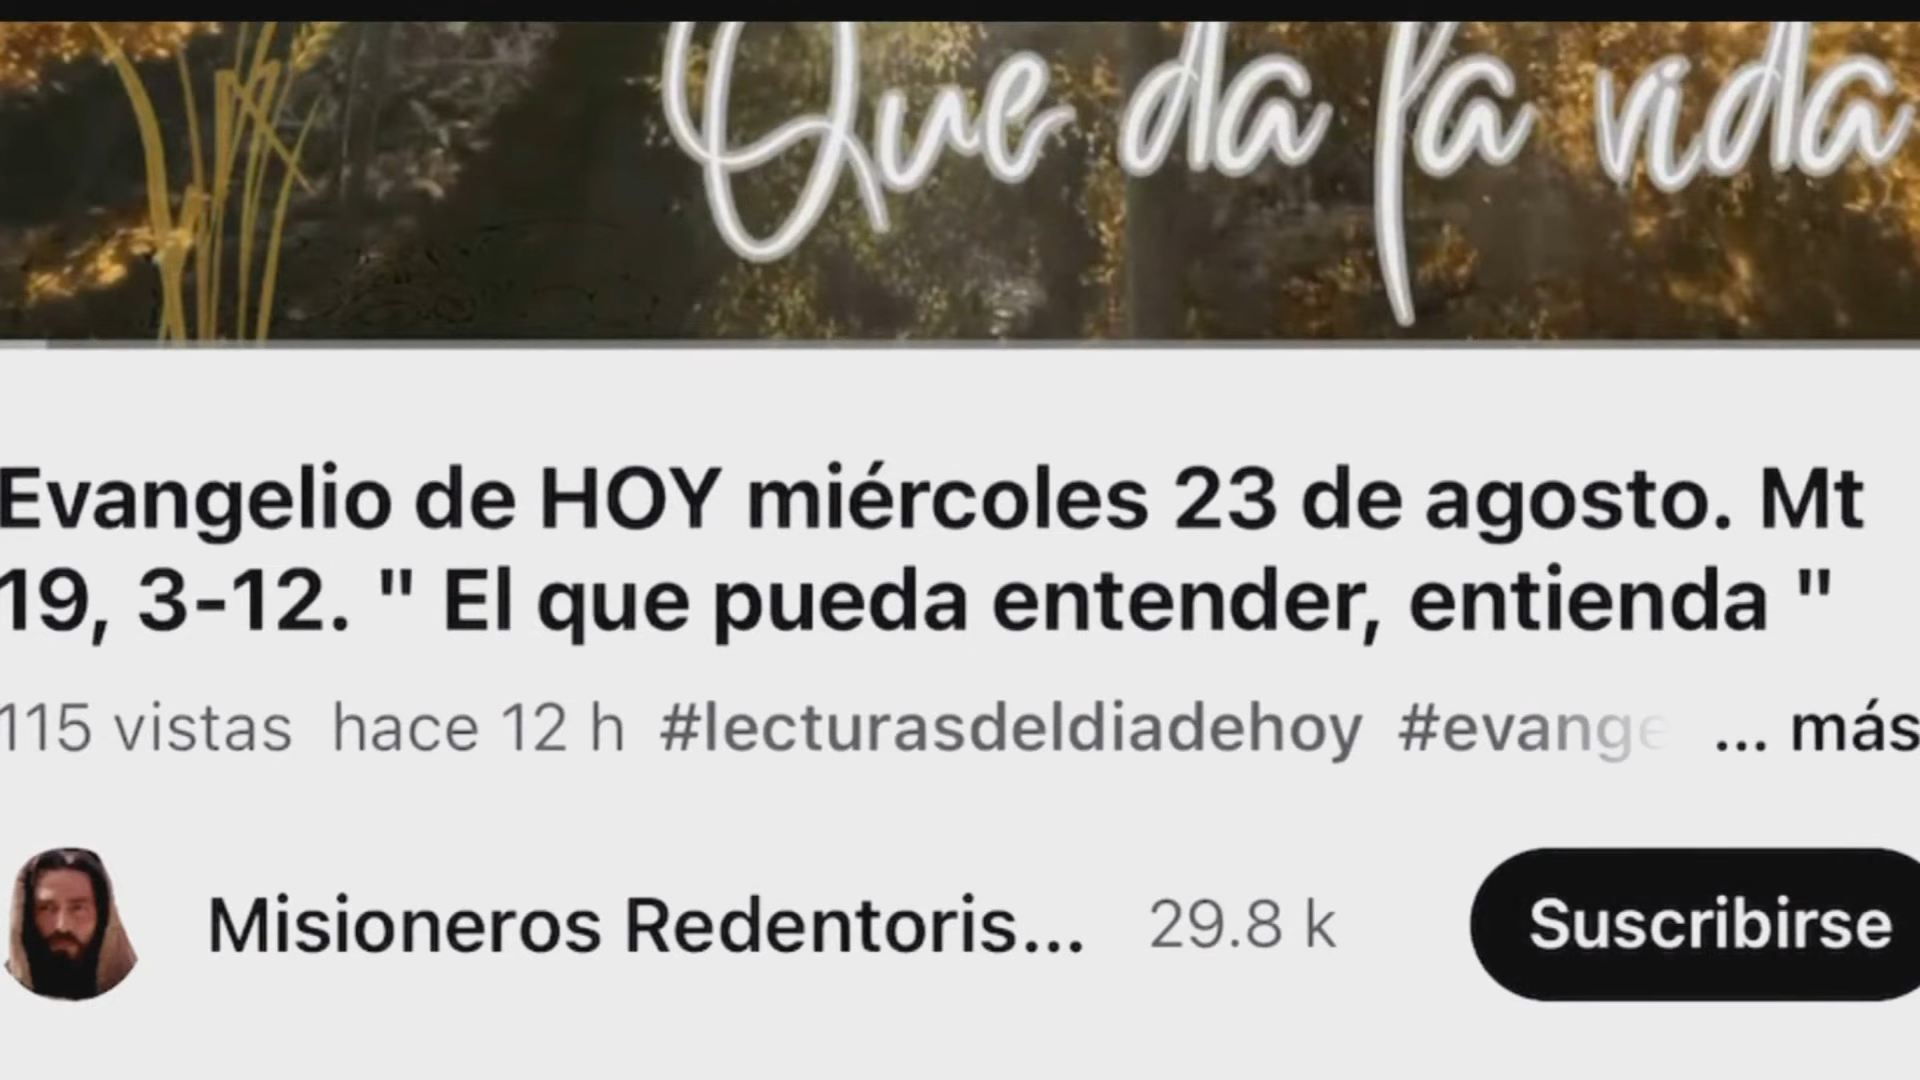 Que da la vida
Evangelio de HOY miércoles 23 de agosto. Mt
19, 3-12. " El que pueda entender, entienda "
115 vistas hace 12 h #lecturasdeldiadehoy #evange ... más
Misioneros Redentoris... 29.8 k Suscribirse